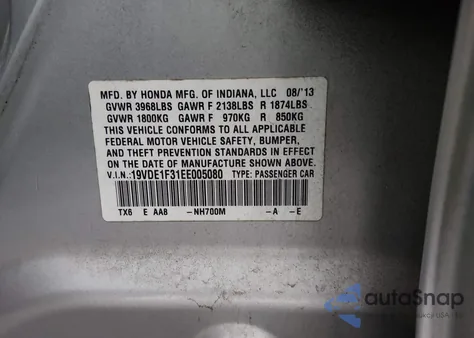 MFD. BY HONDA MFG. OF INDIANA, LLC 08/'13
GVWR 3968LBS GAWR F 2138LBS R 1874LBS
GVWR 1800KG GAWR F 970KG R 850KG
THIS VEHICLE CONFORMS TO ALL APPLICABLE
FEDERAL MOTOR VEHICLE SAFETY, BUMPER,
AND THEFT PREVENTION STANDARDS IN EFFECT
ON THE DATE OF MANUFACTURE SHOWN ABOVE.
V.I.N.:19VDE1F31EE005080 TYPE: PASSENGER CAR
TX6 E AA8 -NH700M -A -E
autoSnap